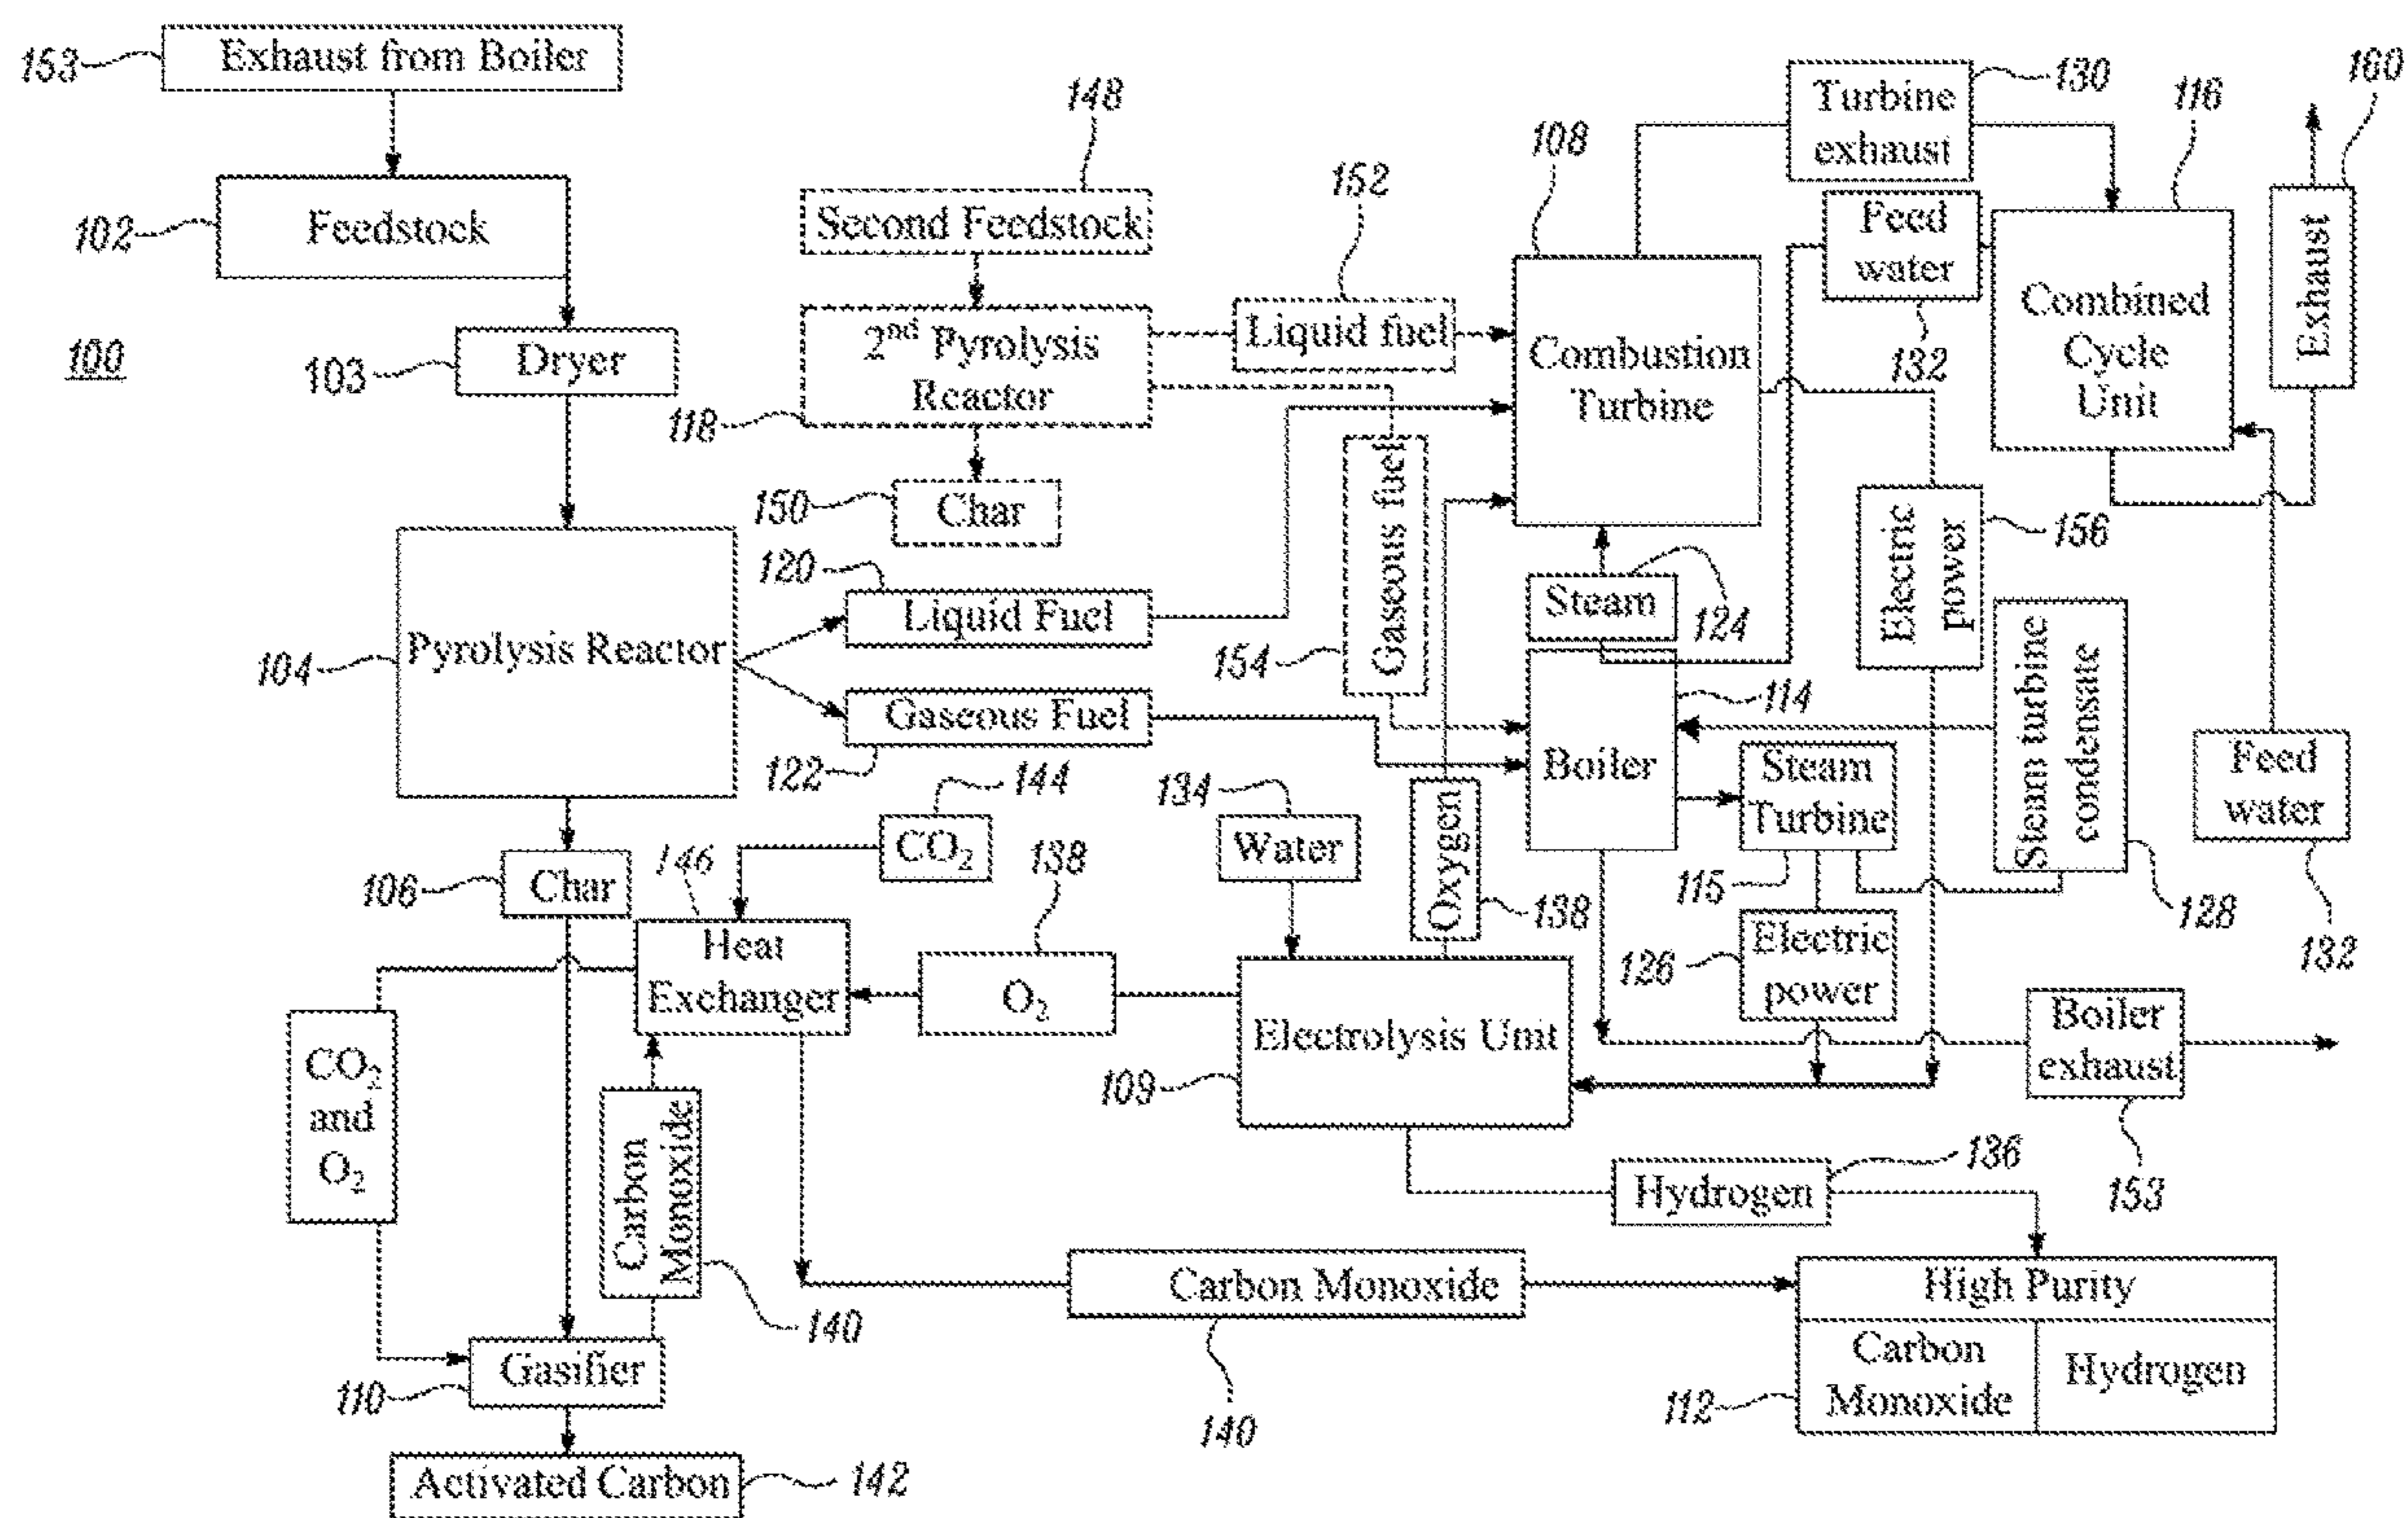 153
Exhaust from Boiler
102
Feedstock
100
103
Dryer
148
Second Feedstock
2nd Pyrolysis
Reactor
118
150
Char
152
Liquid fuel
154
Gaseous fuel
108
Combustion
Turbine
130
Turbine
exhaust
116
160
Feed
water
132
Combined
Cycle
Unit
Exhaust
104
Pyrolysis Reactor
120
Liquid Fuel
Gaseous Fuel
122
Steam
124
114
Boiler
Electric
power
156
Steam turbine
condensate
128
Feed
water
132
Steam
Turbine
115
126
Electric
power
106
Char
146
144
CO2
Heat
Exchanger
138
O2
134
Water
Oxygen
138
Electrolysis Unit
109
Boiler
exhaust
153
CO2
and
O2
Carbon
Monoxide
140
136
Hydrogen
Carbon Monoxide
140
High Purity
Carbon
Monoxide
Hydrogen
112
110
Gasifier
Activated Carbon
142